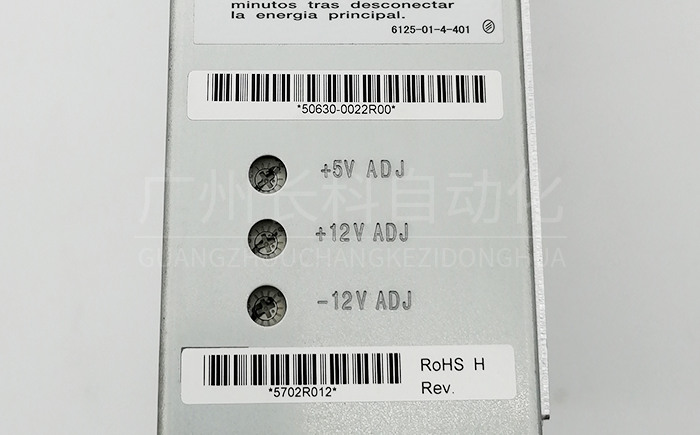 minutos tras desconectar
la energia principal.
6125-01-4-401
*50630-0022R00*
+5V ADJ
+12V ADJ
-12V ADJ
广州长科自动化
GUANGZHOUCHANGKEZIDONGHUA
*5702R012*
RoHS H
Rev.